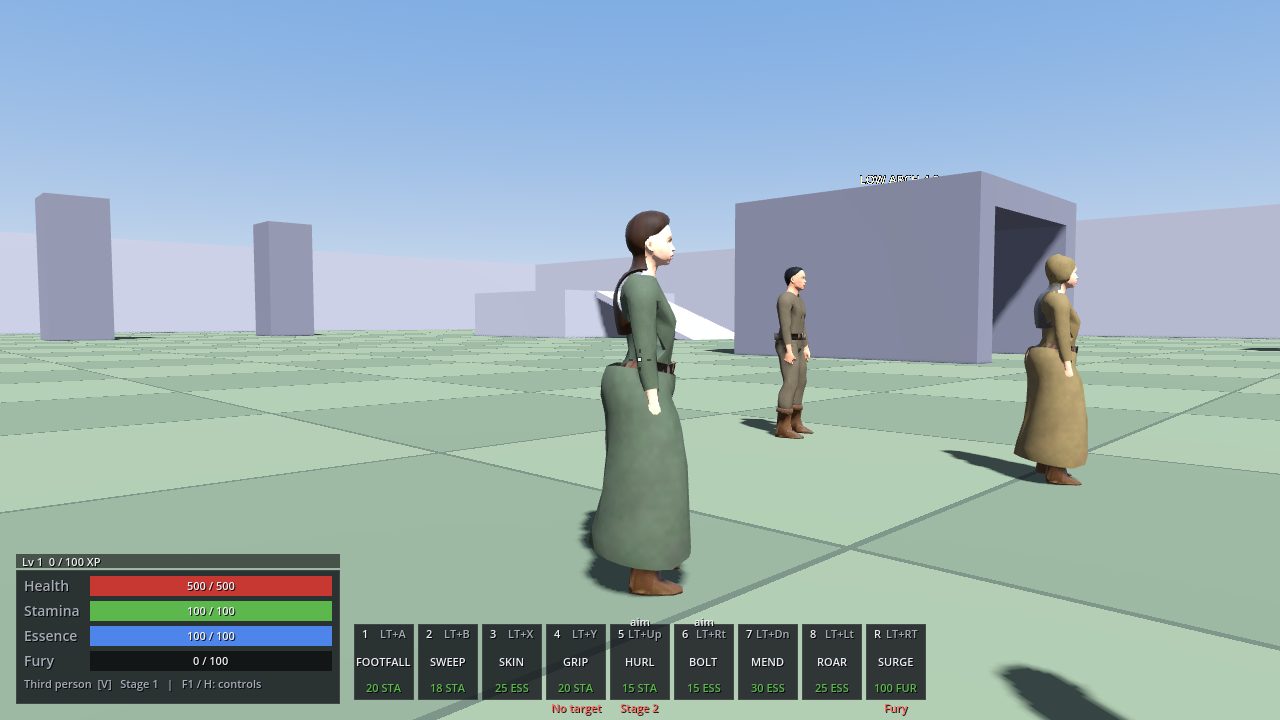 LOW ARCH
Lv 1 0 / 100 XP
Health 500 / 500
Stamina 100 / 100
Essence 100 / 100
Fury 0 / 100
Third person [V] Stage 1 | F1 / H: controls
aim aim
1 LT+A 2 LT+B 3 LT+X 4 LT+Y 5 LT+Up 6 LT+Rt 7 LT+Dn 8 LT+Lt R LT+RT
FOOTFALL SWEEP SKIN GRIP HURL BOLT MEND ROAR SURGE
20 STA 18 STA 25 ESS 20 STA 15 STA 15 ESS 30 ESS 25 ESS 100 FUR
No target Stage 2 Fury